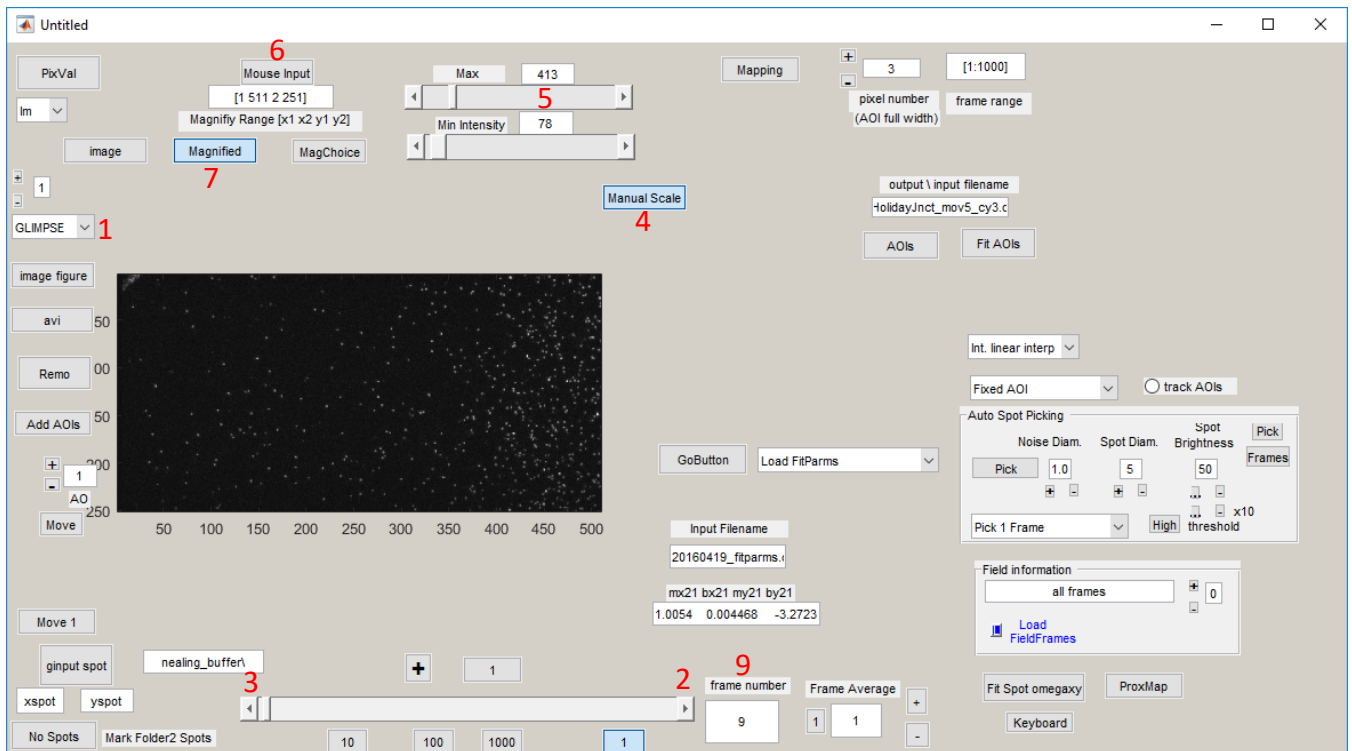 Untitled
PixVal
6
Mouse Input
[1 511 2 251]
Magnifiy Range [x1 x2 y1 y2]
Im
image
Magnified
MagChoice
7
Max
413
5
Min Intensity
78
Mapping
+
-
3
[1:1000]
pixel number
(AOI full width)
frame range
+
-
1
GLIMPSE
1
Manual Scale
4
output \ input filename
HolidayJnct_mov5_cy3.d
AOIs
Fit AOIs
image figure
avi
Remo
Add AOIs
+
-
1
AO
Move
50
00
50
200
250
50 100 150 200 250 300 350 400 450 500
Int. linear interp
Fixed AOI
track AOIs
Auto Spot Picking
Noise Diam.
Spot Diam.
Spot
Brightness
Pick
Frames
Pick
1.0
5
50
+ -
+ -
-
- x10
Pick 1 Frame
High
threshold
GoButton
Load FitParms
Input Filename
20160419_fitparms.
mx21 bx21 my21 by21
1.0054 0.004468 -3.2723
Field information
all frames
+
-
0
Load
FieldFrames
Move 1
ginput spot
nealing_buffer\
xspot
yspot
No Spots
Mark Folder2 Spots
+
1
3
2
10
100
1000
1
9
frame number
9
Frame Average
1
1
+
-
Fit Spot omegaxy
ProxMap
Keyboard